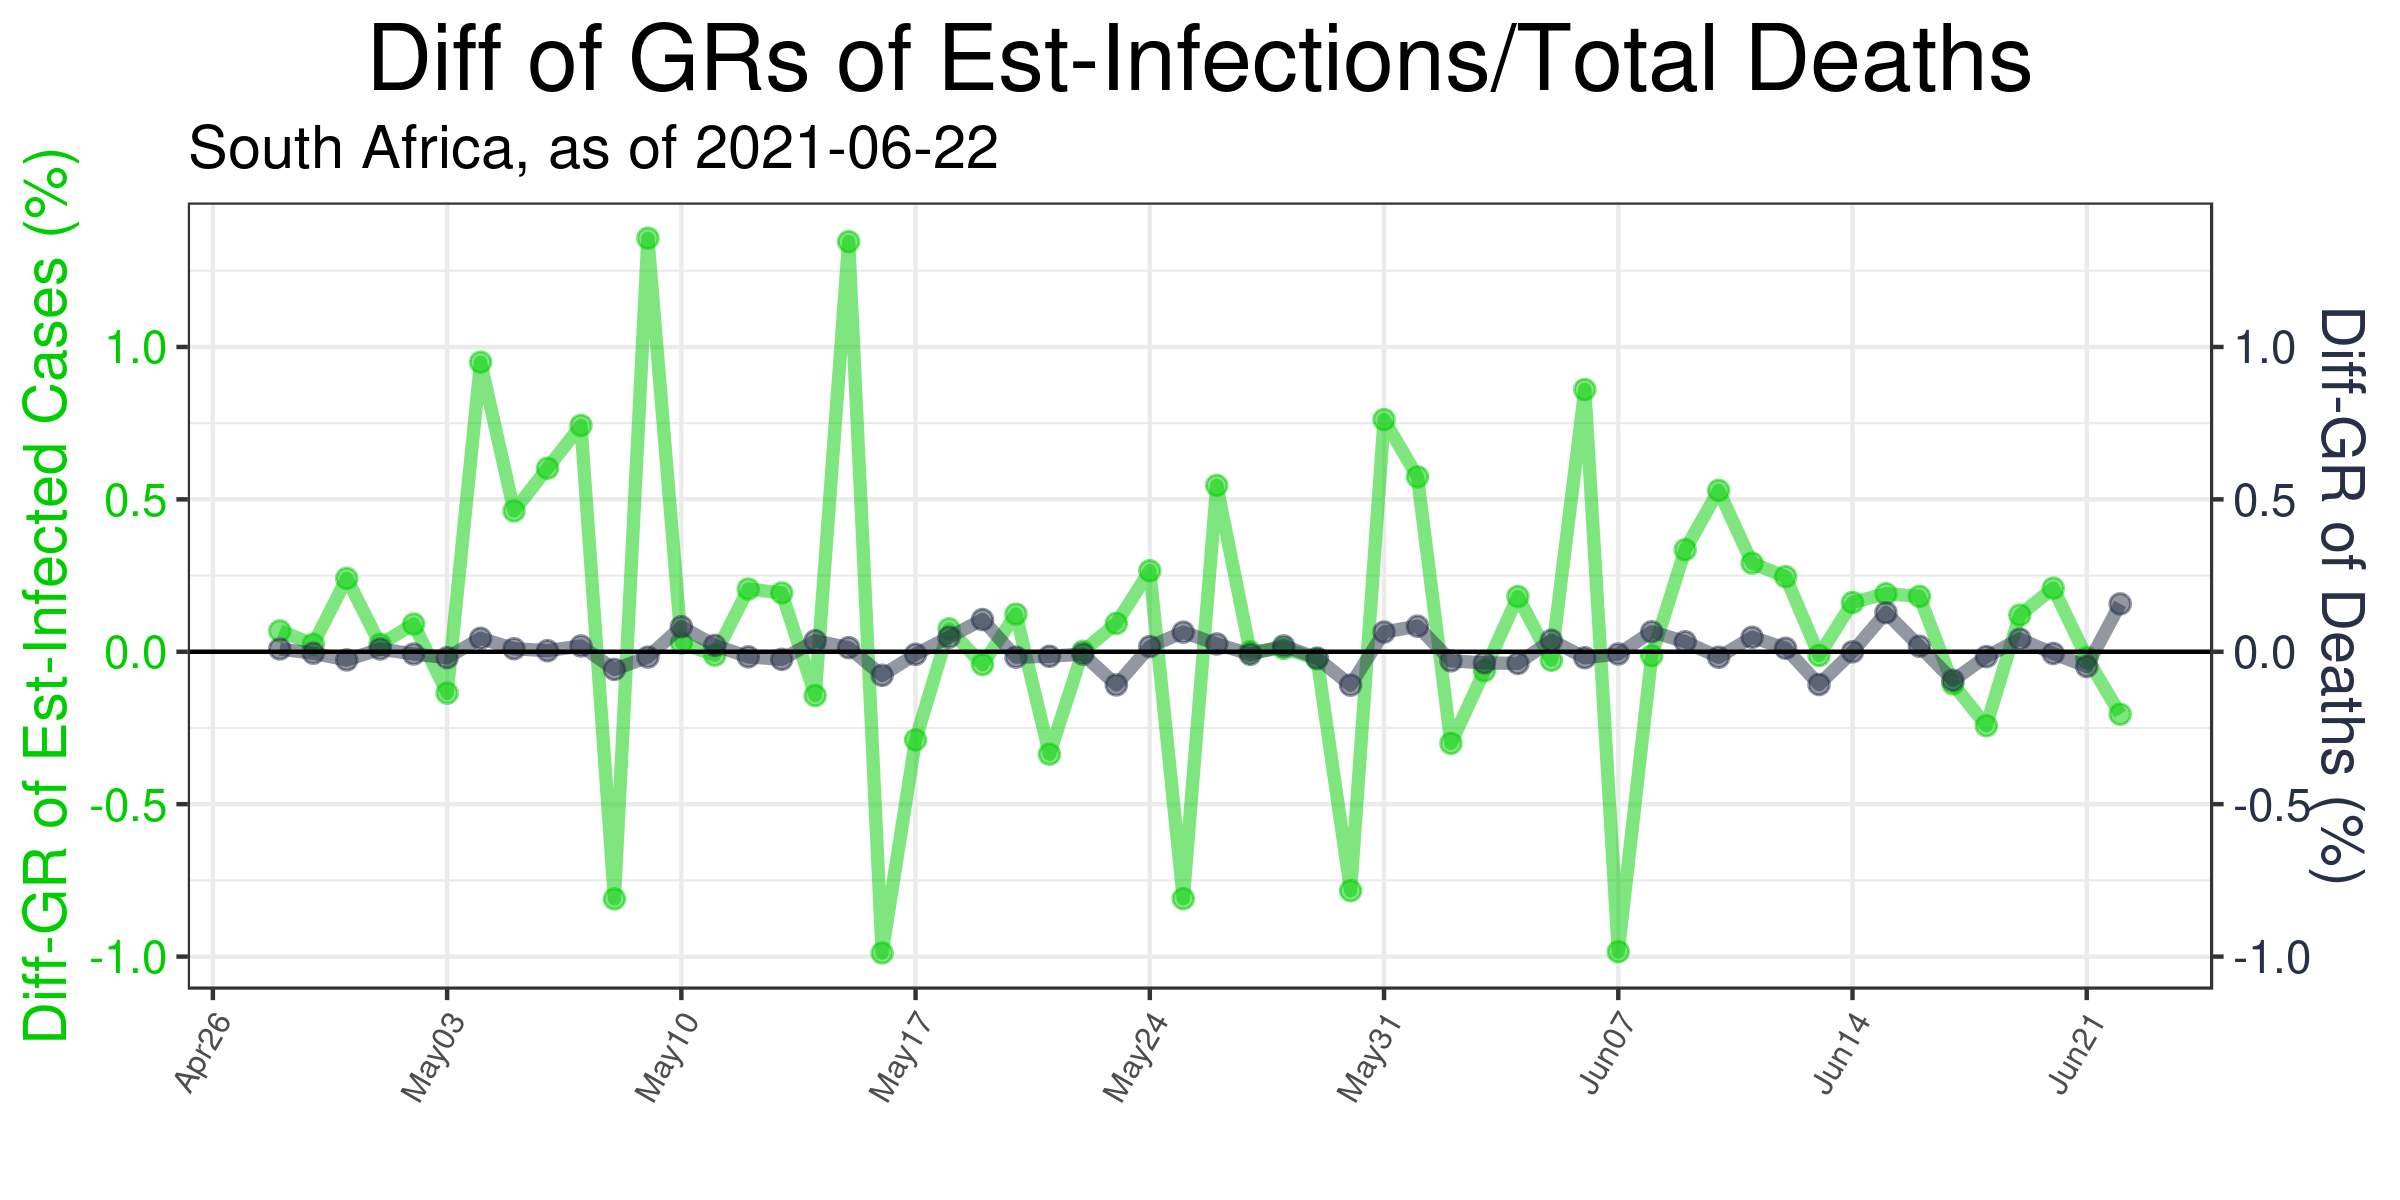 Diff of GRs of Est-Infections/Total Deaths
South Africa, as of 2021-06-22
Diff-GR of Est-Infected Cases (%)
1.0
0.5
0.0
-0.5
-1.0
1.0
0.5
0.0
-0.5
-1.0
Diff-GR of Deaths (%)
Apr26 May03 May10 May17 May24 May31 Jun07 Jun14 Jun21